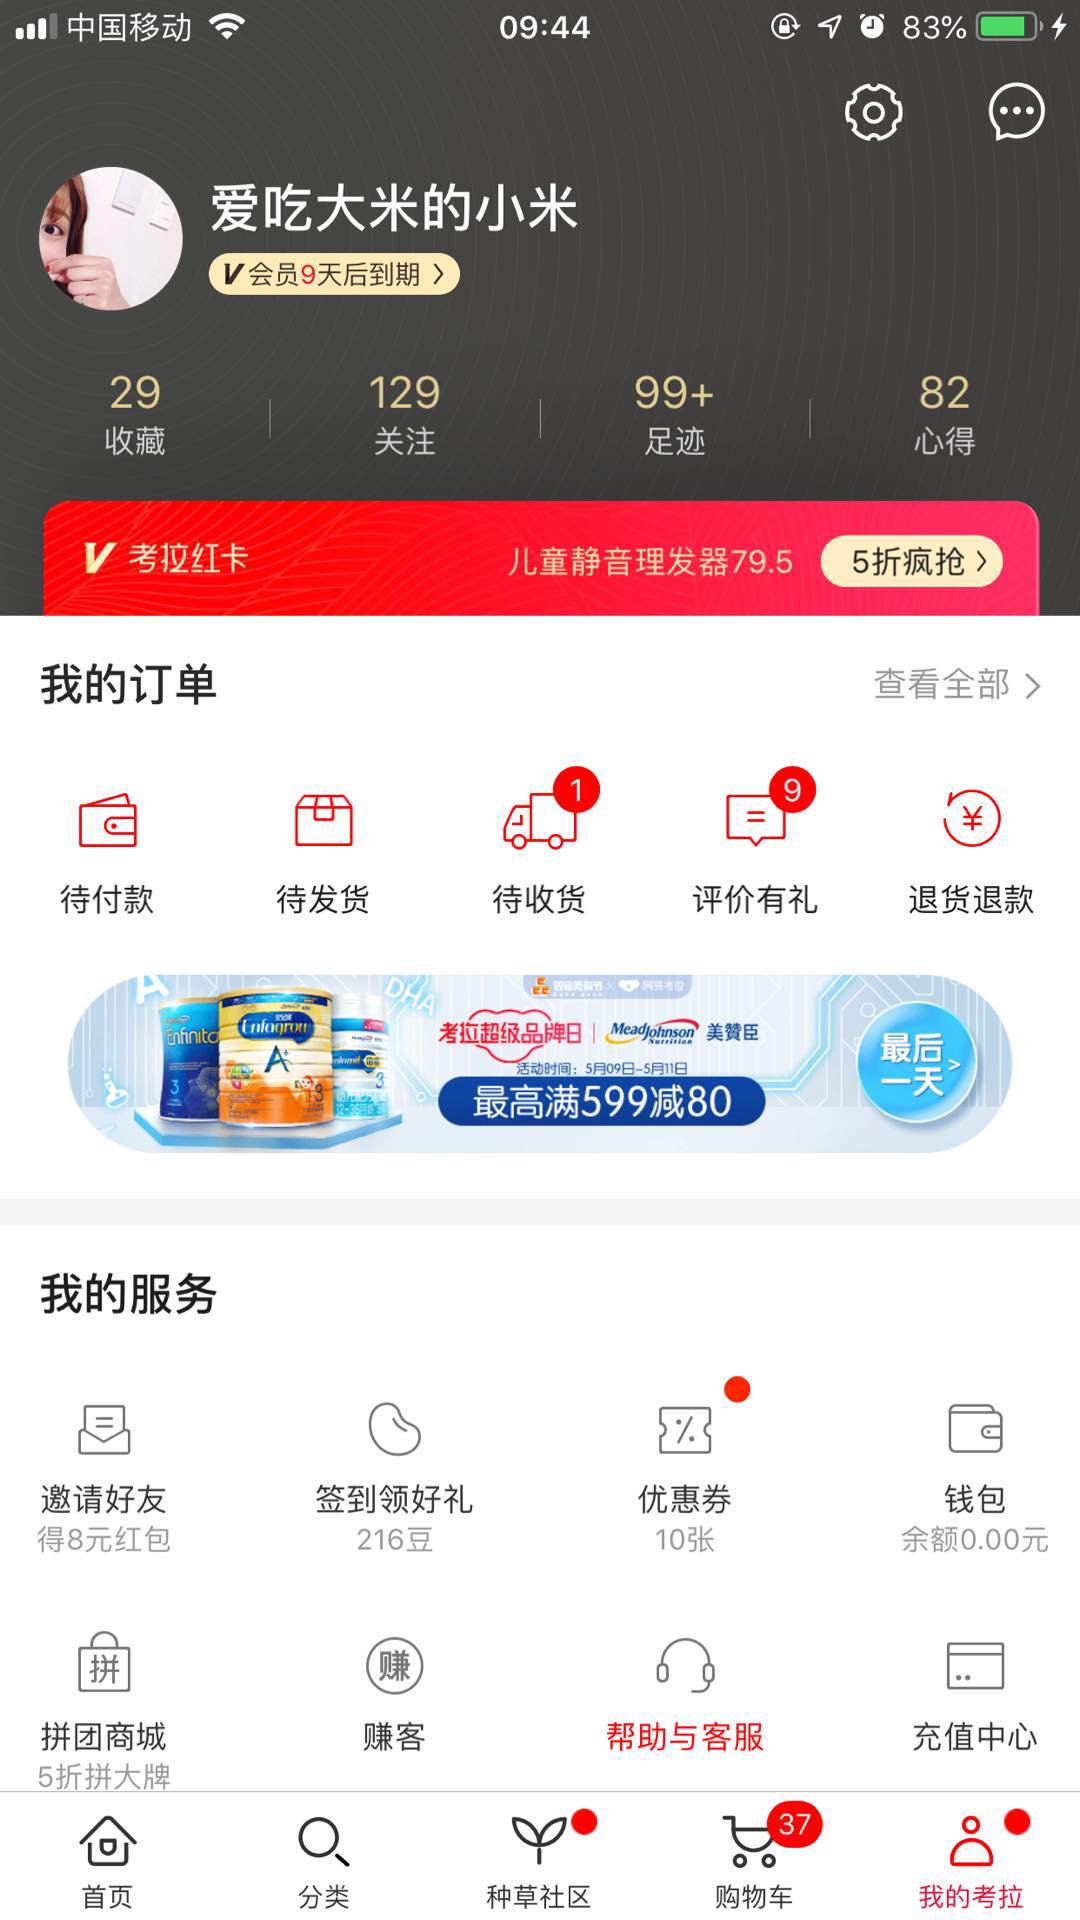 中国移动 09:44 83%
爱吃大米的小米
V会员9天后到期 >
29 129 99+ 82
收藏 关注 足迹 心得
V 考拉红卡 儿童静音理发器79.5 5折疯抢 >
我的订单 查看全部 >
1 9
待付款 待发货 待收货 评价有礼 退货退款
DHA
网易考拉
Enfinita
Enfagrow
A+
3
考拉超级品牌日 | MeadJohnson Nutrition 美赞臣
活动时间：5月09日-5月11日
最高满599减80
最后一天 >
我的服务
邀请好友 签到领好礼 优惠券 钱包
得8元红包 216豆 10张 余额0.00元
拼 赚
拼团商城 赚客 帮助与客服 充值中心
5折拼大牌
37
首页 分类 种草社区 购物车 我的考拉